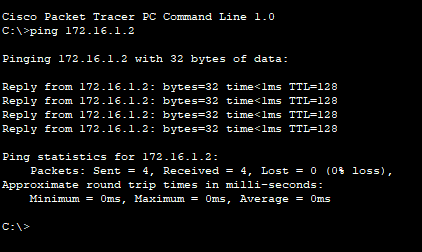 Cisco Packet Tracer PC Command Line 1.0
C:\>ping 172.16.1.2
Pinging 172.16.1.2 with 32 bytes of data:
Reply from 172.16.1.2: bytes=32 time<1ms TTL=128
Reply from 172.16.1.2: bytes=32 time<1ms TTL=128
Reply from 172.16.1.2: bytes=32 time<1ms TTL=128
Reply from 172.16.1.2: bytes=32 time<1ms TTL=128
Ping statistics for 172.16.1.2:
Packets: Sent = 4, Received = 4, Lost = 0 (0% loss),
Approximate round trip times in milli-seconds:
Minimum = 0ms, Maximum = 0ms, Average = 0ms
C:\>